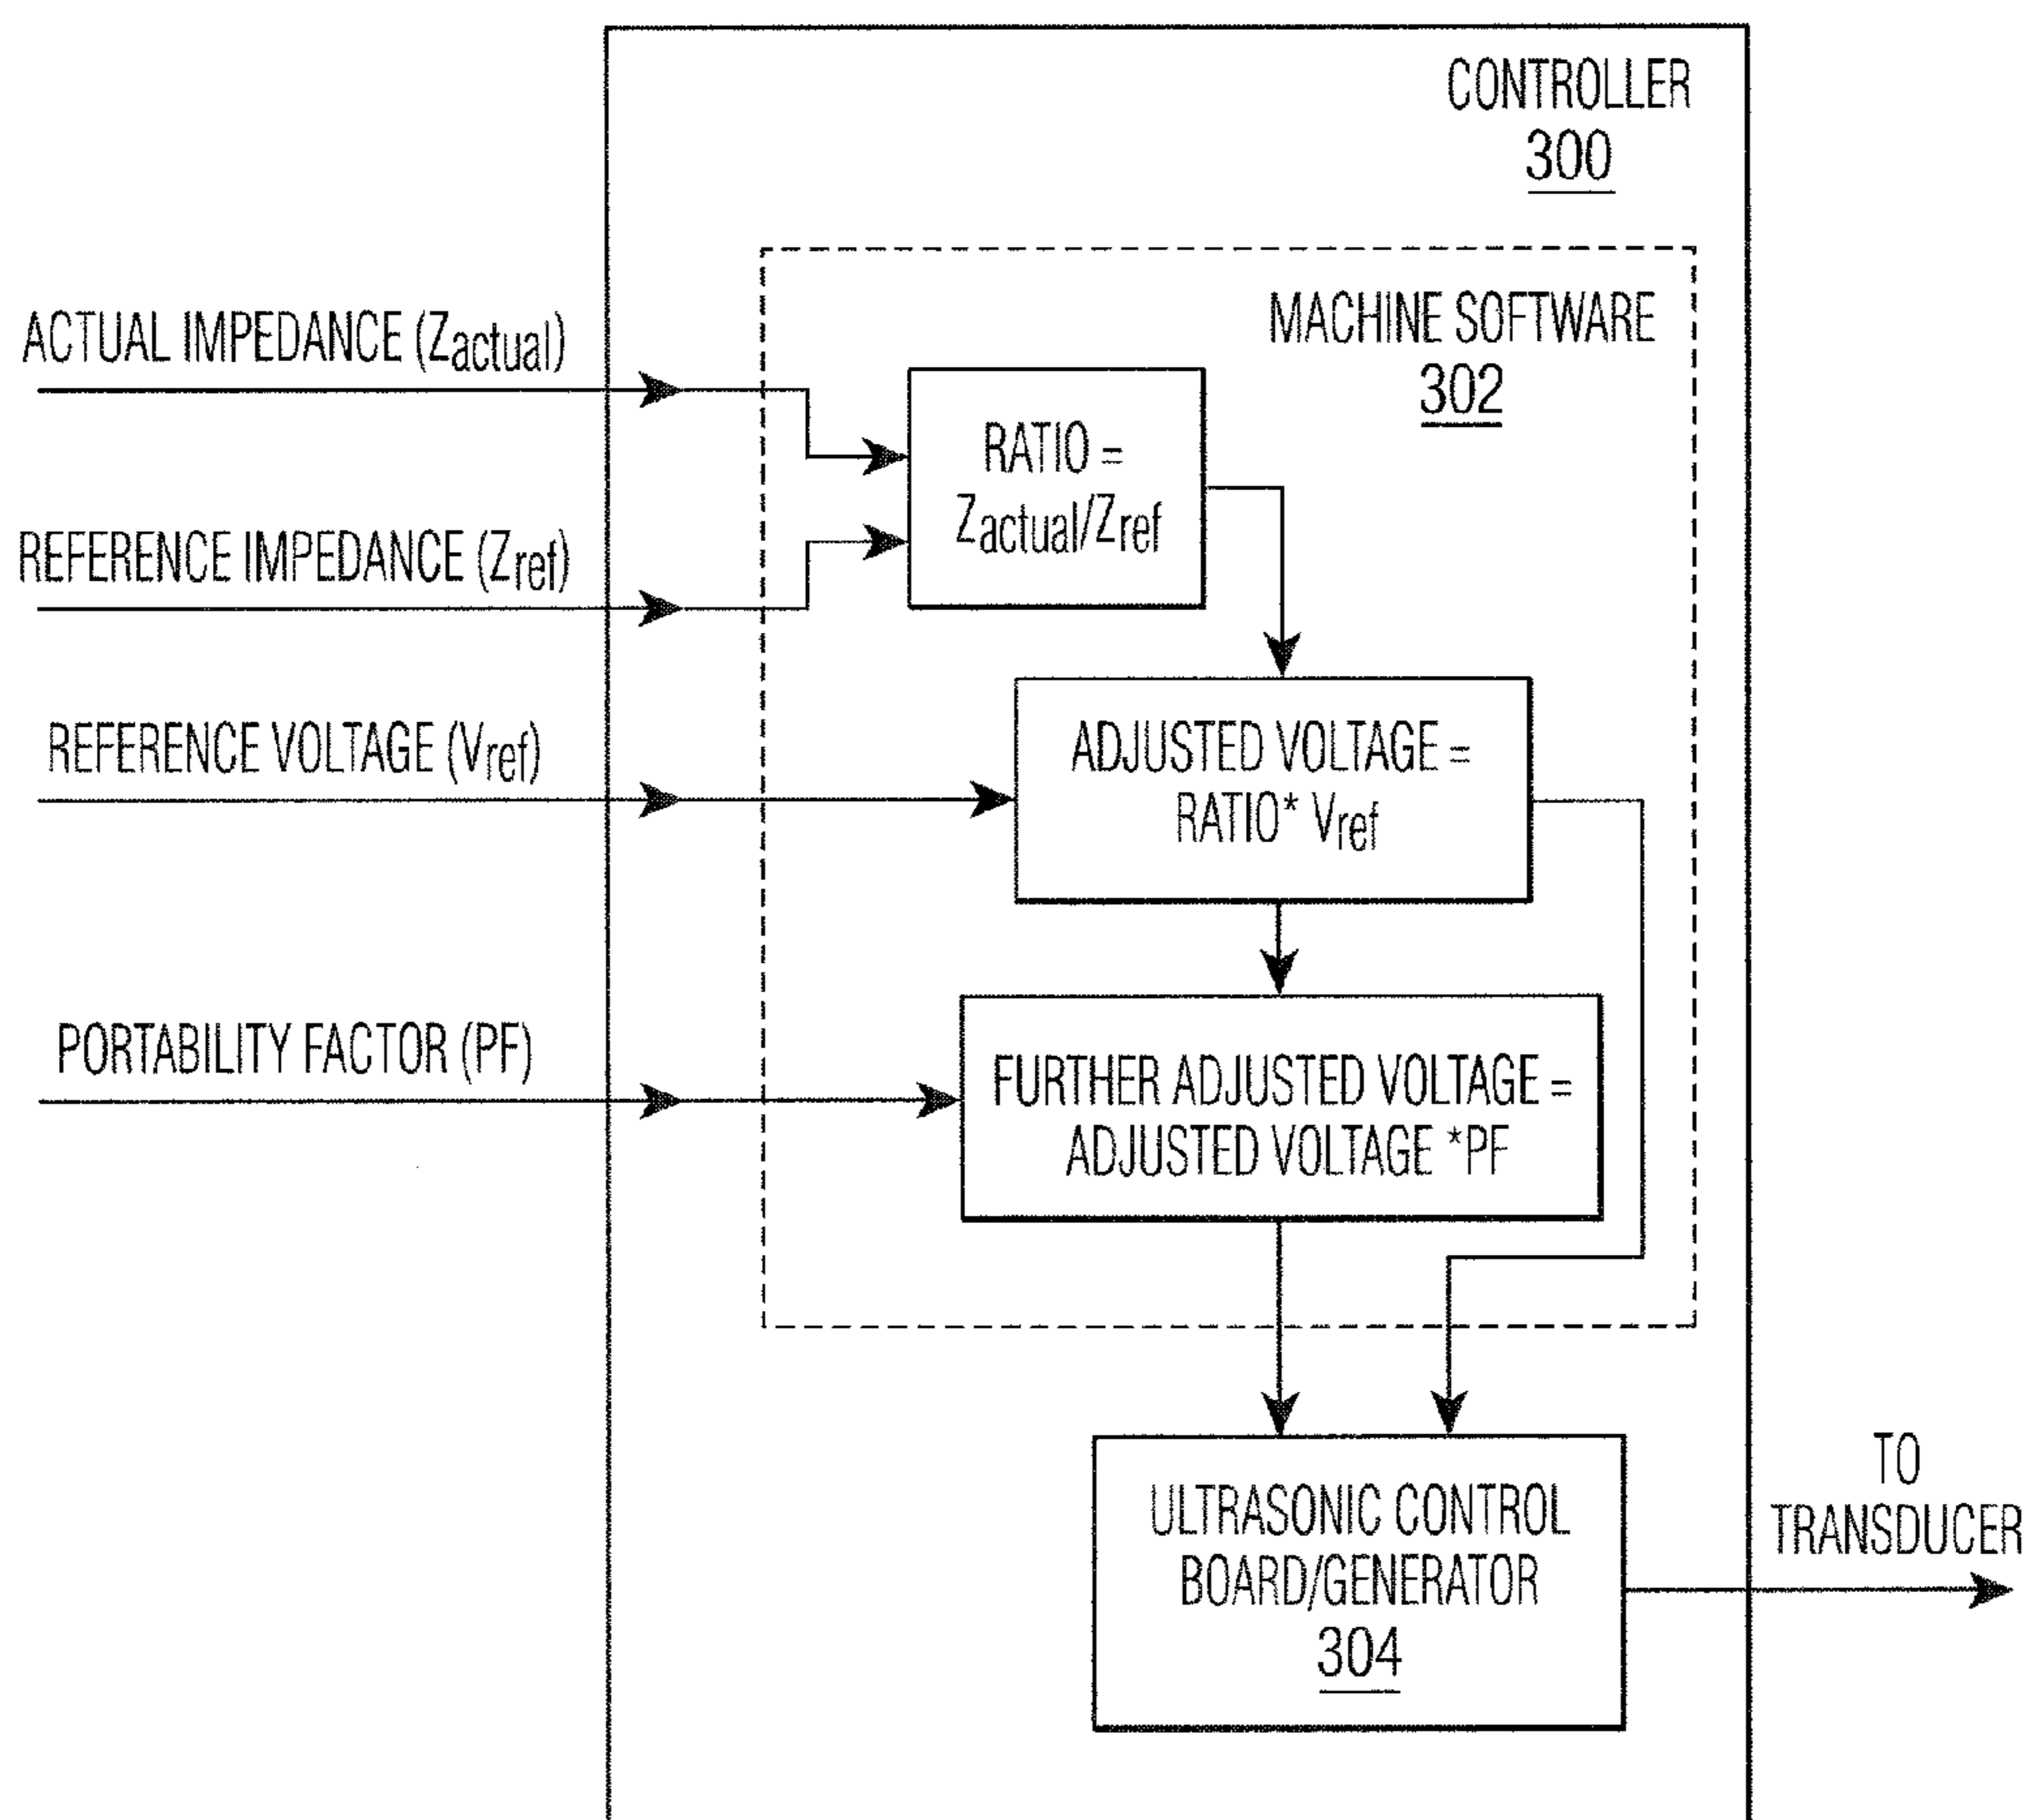 CONTROLLER
300
MACHINE SOFTWARE
302
ACTUAL IMPEDANCE (Zactual)
RATIO =
Zactual/Zref
REFERENCE IMPEDANCE (Zref)
REFERENCE VOLTAGE (Vref)
ADJUSTED VOLTAGE =
RATIO* Vref
PORTABILITY FACTOR (PF)
FURTHER ADJUSTED VOLTAGE =
ADJUSTED VOLTAGE *PF
ULTRASONIC CONTROL
BOARD/GENERATOR
304
TO
TRANSDUCER